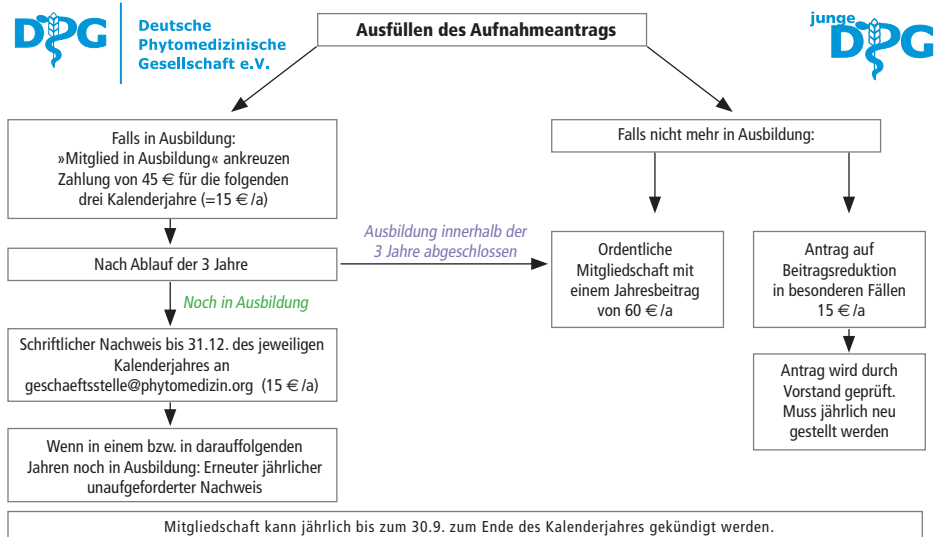 DPG
Deutsche
Phytomedizinische
Gesellschaft e.V.
Ausfüllen des Aufnahmeantrags
junge
DPG
Falls in Ausbildung:
»Mitglied in Ausbildung« ankreuzen
Zahlung von 45 € für die folgenden
drei Kalenderjahre (=15 €/a)
Falls nicht mehr in Ausbildung:
Nach Ablauf der 3 Jahre
Ausbildung innerhalb der
3 Jahre abgeschlossen
Ordentliche
Mitgliedschaft mit
einem Jahresbeitrag
von 60 €/a
Antrag auf
Beitragsreduktion
in besonderen Fällen
15 €/a
Noch in Ausbildung
Schriftlicher Nachweis bis 31.12. des jeweiligen
Kalenderjahres an
geschaeftsstelle@phytomedizin.org (15 €/a)
Antrag wird durch
Vorstand geprüft.
Muss jährlich neu
gestellt werden
Wenn in einem bzw. in darauffolgenden
Jahren noch in Ausbildung: Erneuter jährlicher
unaufgeforderter Nachweis
Mitgliedschaft kann jährlich bis zum 30.9. zum Ende des Kalenderjahres gekündigt werden.